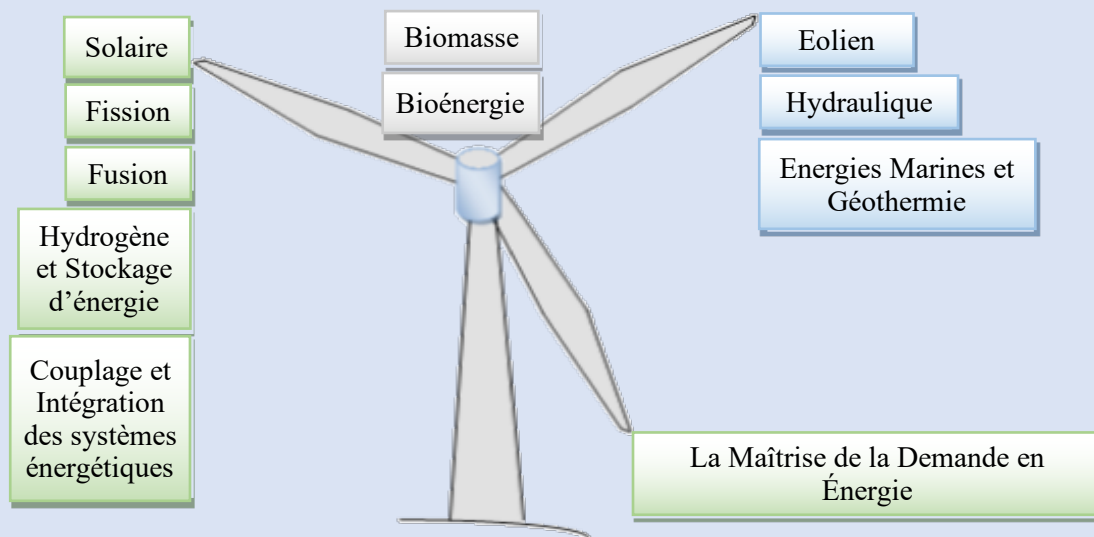 Solaire
Fission
Fusion
Hydrogène
et Stockage
d’énergie
Couplage et
Intégration
des systèmes
énergétiques
Biomasse
Bioénergie
Eolien
Hydraulique
Energies Marines et
Géothermie
La Maîtrise de la Demande en
Énergie